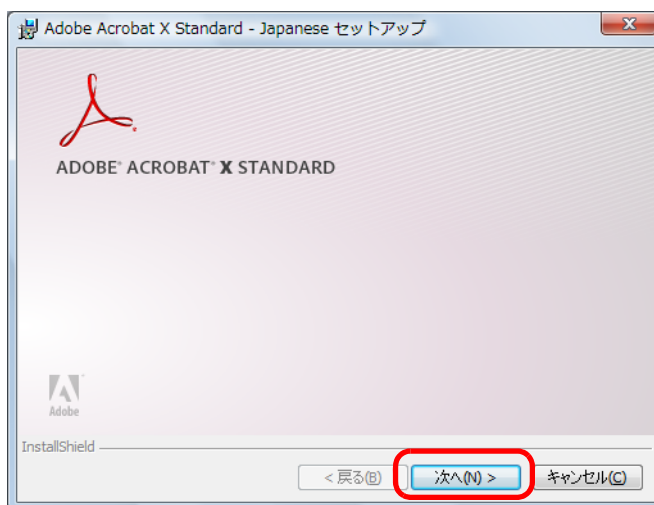 Adobe Acrobat X Standard - Japanese セットアップ
ADOBE® ACROBAT® X STANDARD
Adobe
InstallShield
< 戻る(B)
次へ(N) >
キャンセル(C)